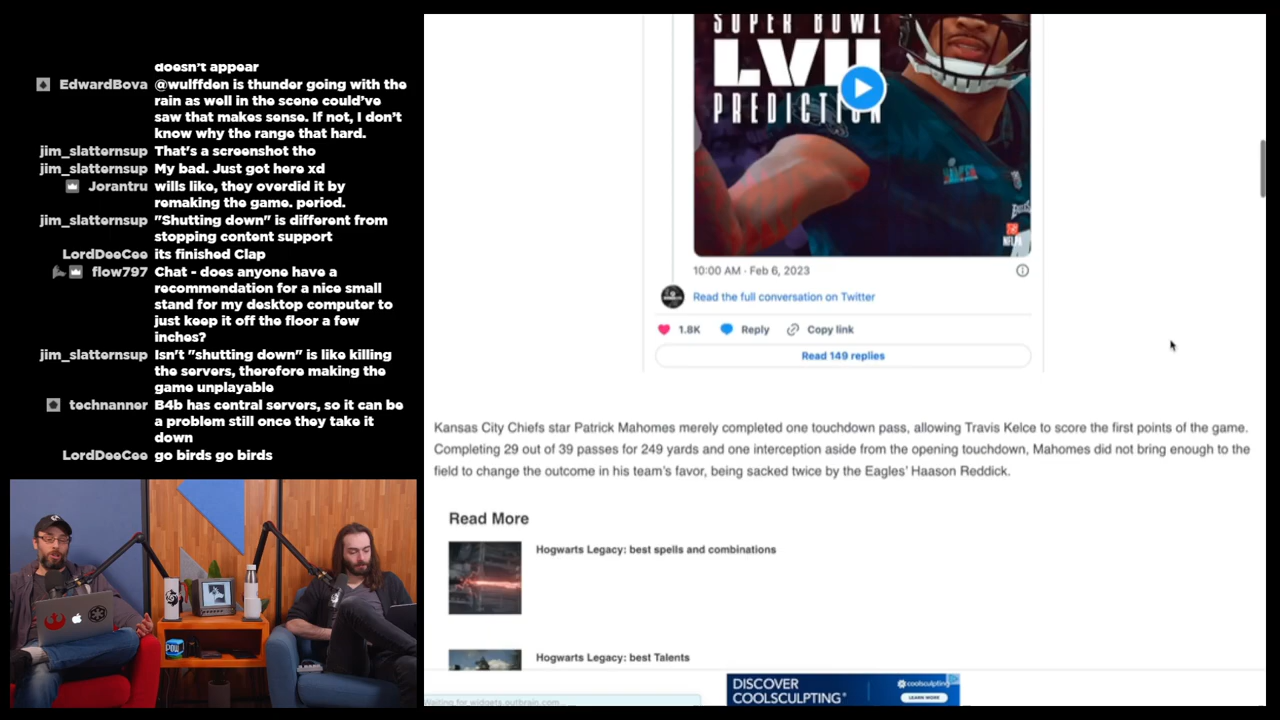 doesn't appear
EdwardBova @wulffden is thunder going with the
rain as well in the scene could've
saw that makes sense. If not, I don't
know why the range that hard.
jim_slatternsup That's a screenshot tho
jim_slatternsup My bad. Just got here xd
Jorantru wills like, they overdid it by
remaking the game. period.
jim_slatternsup "Shutting down" is different from
stopping content support
LordDeeCee its finished Clap
flow797 Chat - does anyone have a
recommendation for a nice small
stand for my desktop computer to
just keep it off the floor a few
inches?
jim_slatternsup Isn't "shutting down" is like killing
the servers, therefore making the
game unplayable
technanner B4b has central servers, so it can be
a problem still once they take it
down
LordDeeCee go birds go birds
SUPER BOWL
LVII
PREDICTION
EAGLES
NFLPA
10:00 AM · Feb 6, 2023
Read the full conversation on Twitter
1.8K Reply Copy link
Read 149 replies
Kansas City Chiefs star Patrick Mahomes merely completed one touchdown pass, allowing Travis Kelce to score the first points of the game.
Completing 29 out of 39 passes for 249 yards and one interception aside from the opening touchdown, Mahomes did not bring enough to the
field to change the outcome in his team's favor, being sacked twice by the Eagles' Haason Reddick.
Read More
Hogwarts Legacy: best spells and combinations
Hogwarts Legacy: best Talents
Waiting for widgets.outbrain.com...
DISCOVER
COOLSCULPTING®
coolsculpting
LEARN MORE
POW